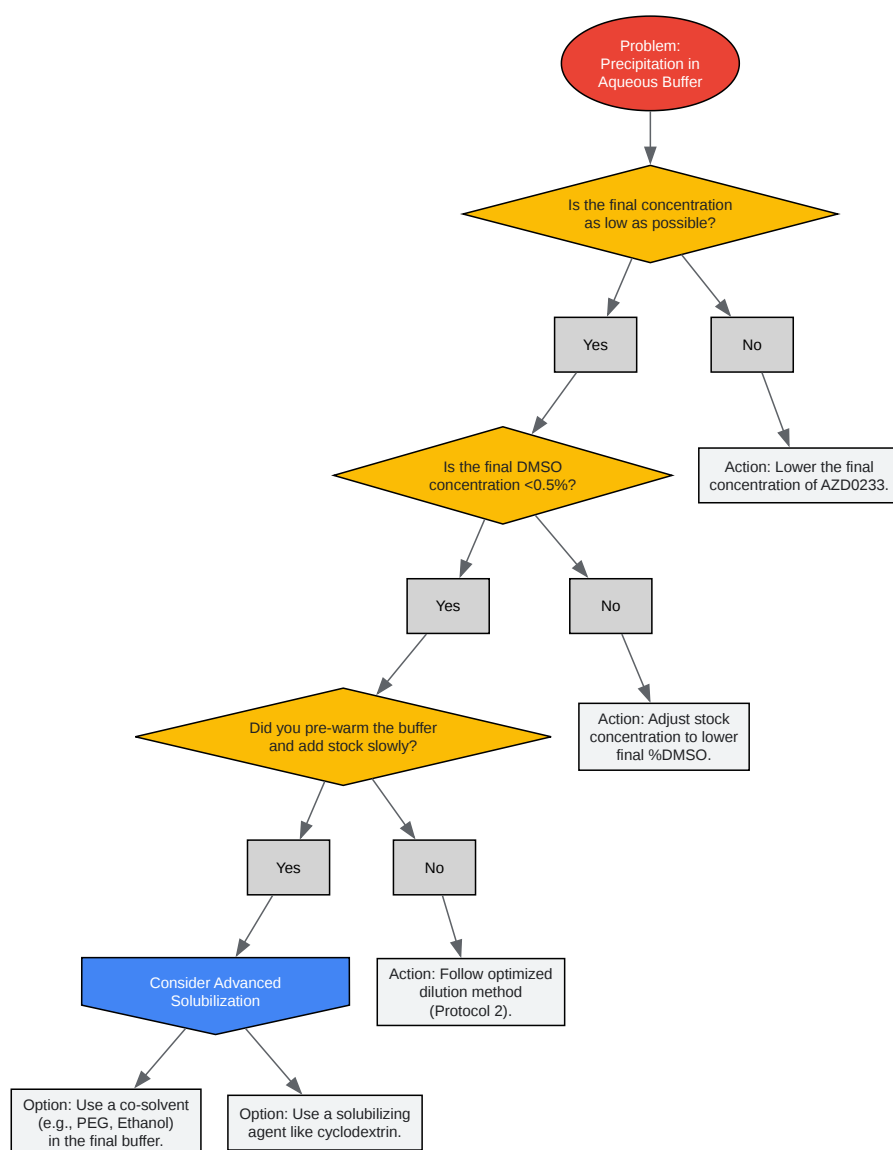 Problem:
Precipitation in
Aqueous Buffer
Is the final concentration
as low as possible?
Yes
No
Is the final DMSO
concentration <0.5%?
Action: Lower the final
concentration of AZD0233.
Yes
No
Did you pre-warm the buffer
and add stock slowly?
Action: Adjust stock
concentration to lower
final %DMSO.
Yes
No
Consider Advanced
Solubilization
Action: Follow optimized
dilution method
(Protocol 2).
Option: Use a co-solvent
(e.g., PEG, Ethanol)
in the final buffer.
Option: Use a solubilizing
agent like cyclodextrin.